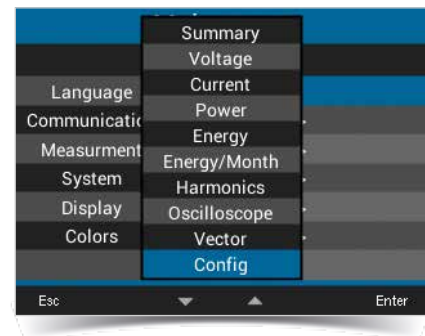 Summary
Voltage
Current
Power
Energy
Energy/Month
Harmonics
Oscilloscope
Vector
Config
Language
Communicatio
Measurment
System
Display
Colors
Esc
Enter